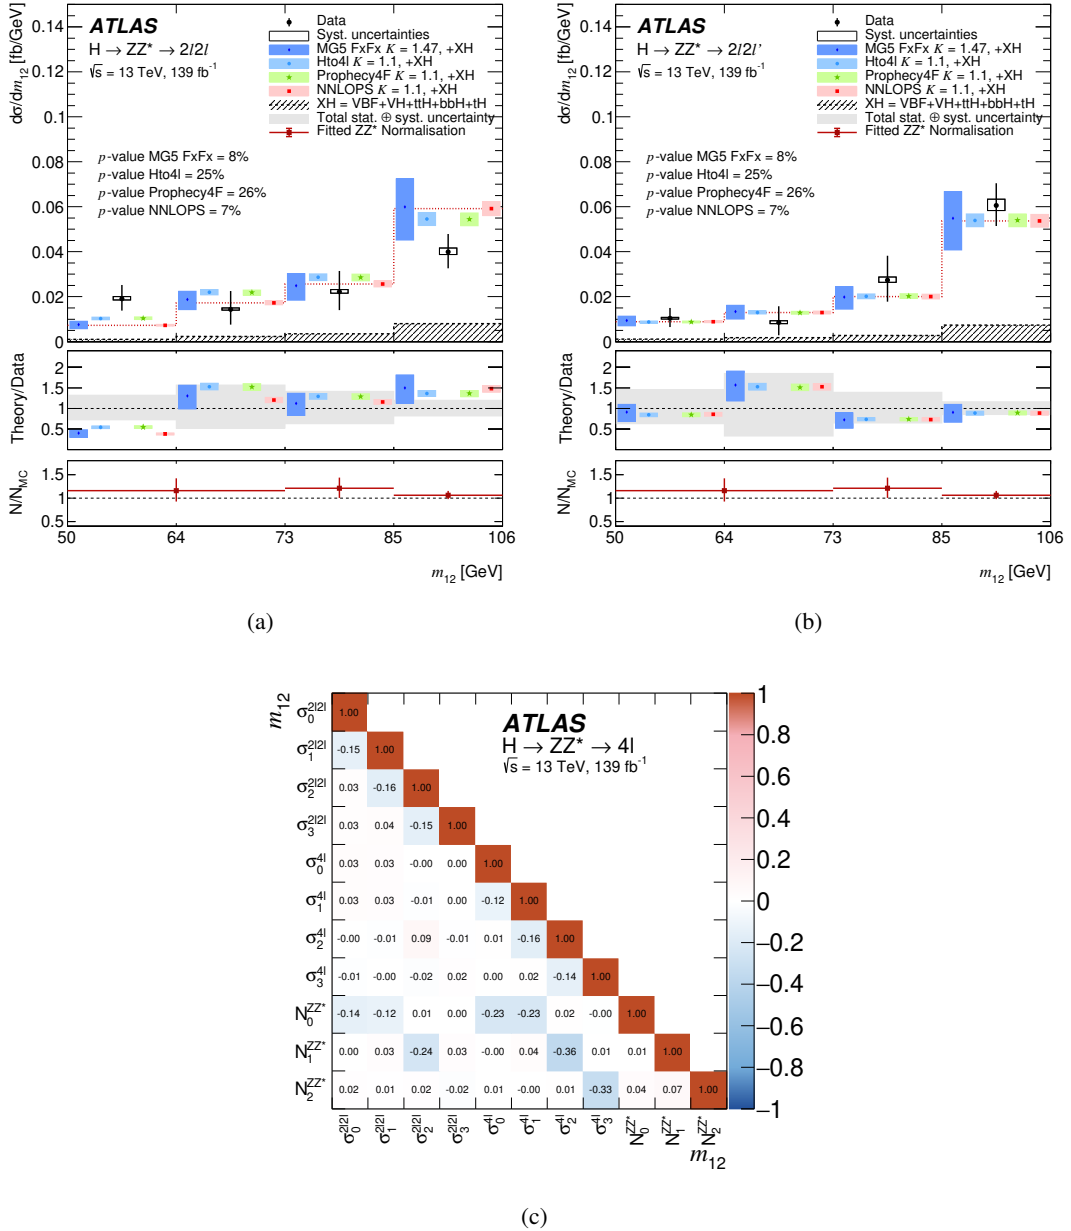 ATLAS
H → ZZ* → 2l2l
√s = 13 TeV, 139 fb⁻¹
Data
Syst. uncertainties
MG5 FxFx K = 1.47, +XH
Hto4l K = 1.1, +XH
Prophecy4F K = 1.1, +XH
NNLOPS K = 1.1, +XH
XH = VBF+VH+ttH+bbH+tH
Total stat. ⊕ syst. uncertainty
Fitted ZZ* Normalisation
p-value MG5 FxFx = 8%
p-value Hto4l = 25%
p-value Prophecy4F = 26%
p-value NNLOPS = 7%
dσ/dm₁₂ [fb/GeV]
0.14
0.12
0.1
0.08
0.06
0.04
0.02
0
Theory/Data
2
1.5
1
0.5
N/N_MC
1.5
1
0.5
50 64 73 85 106
m₁₂ [GeV]
(a)
ATLAS
H → ZZ* → 2l2l'
√s = 13 TeV, 139 fb⁻¹
Data
Syst. uncertainties
MG5 FxFx K = 1.47, +XH
Hto4l K = 1.1, +XH
Prophecy4F K = 1.1, +XH
NNLOPS K = 1.1, +XH
XH = VBF+VH+ttH+bbH+tH
Total stat. ⊕ syst. uncertainty
Fitted ZZ* Normalisation
p-value MG5 FxFx = 8%
p-value Hto4l = 25%
p-value Prophecy4F = 26%
p-value NNLOPS = 7%
dσ/dm₁₂ [fb/GeV]
0.14
0.12
0.1
0.08
0.06
0.04
0.02
0
Theory/Data
2
1.5
1
0.5
N/N_MC
1.5
1
0.5
50 64 73 85 106
m₁₂ [GeV]
(b)
m₁₂
ATLAS
H → ZZ* → 4l
√s = 13 TeV, 139 fb⁻¹
σ₀^2l2l 1.00
σ₁^2l2l -0.15 1.00
σ₂^2l2l 0.03 -0.16 1.00
σ₃^2l2l 0.03 0.04 -0.15 1.00
σ₀^4l 0.03 0.03 -0.00 0.00 1.00
σ₁^4l 0.03 0.03 -0.01 0.00 -0.12 1.00
σ₂^4l -0.00 -0.01 0.09 -0.01 0.01 -0.16 1.00
σ₃^4l -0.01 -0.00 -0.02 0.02 0.00 0.02 -0.14 1.00
N₀^ZZ* -0.14 -0.12 0.01 0.00 -0.23 -0.23 0.02 -0.00 1.00
N₁^ZZ* 0.00 0.03 -0.24 0.03 -0.00 0.04 -0.36 0.01 0.01 1.00
N₂^ZZ* 0.02 0.01 0.02 -0.02 0.01 -0.00 0.01 -0.33 0.04 0.07 1.00
σ₀^2l2l σ₁^2l2l σ₂^2l2l σ₃^2l2l σ₀^4l σ₁^4l σ₂^4l σ₃^4l N₀^ZZ* N₁^ZZ* N₂^ZZ*
m₁₂
1
0.8
0.6
0.4
0.2
0
−0.2
−0.4
−0.6
−0.8
−1
(c)